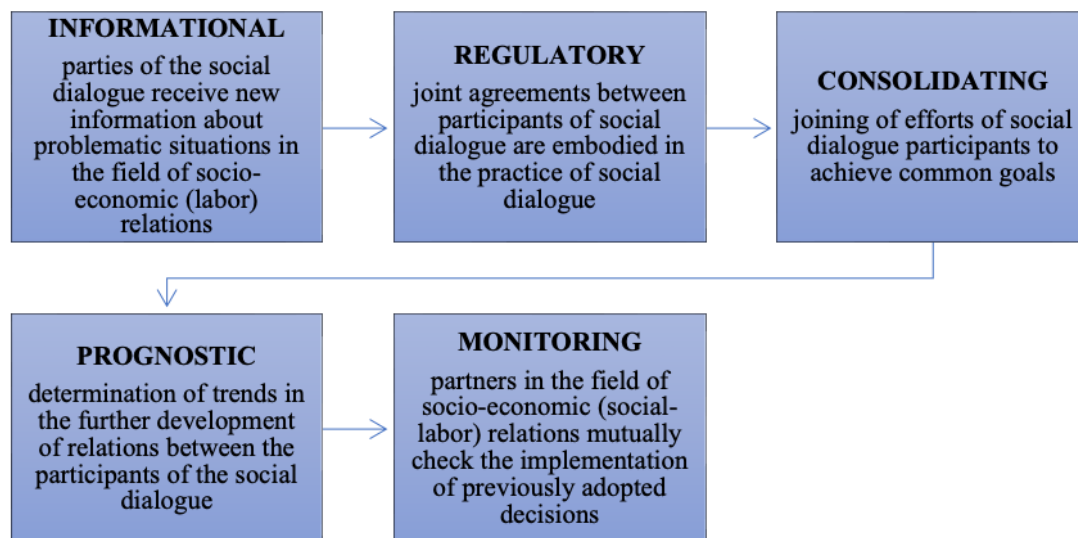 INFORMATIONAL
parties of the social
dialogue receive new
information about
problematic situations in
the field of socio-
economic (labor)
relations
REGULATORY
joint agreements between
participants of social
dialogue are embodied in
the practice of social
dialogue
CONSOLIDATING
joining of efforts of social
dialogue participants to
achieve common goals
PROGNOSTIC
determination of trends in
the further development
of relations between the
participants of the social
dialogue
MONITORING
partners in the field of
socio-economic (social-
labor) relations mutually
check the implementation
of previously adopted
decisions